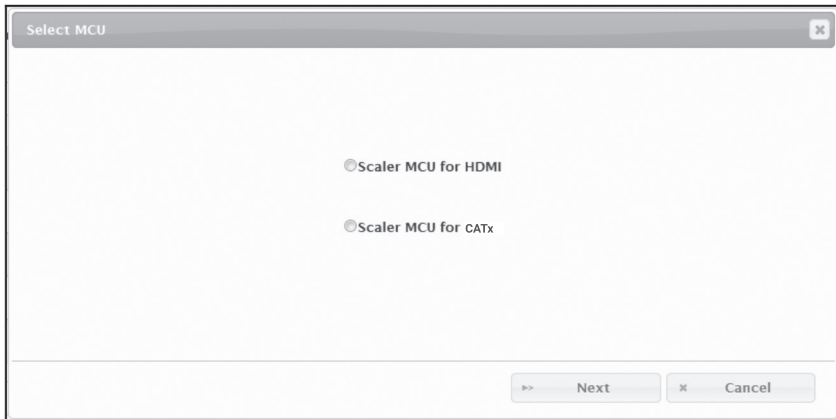 Select MCU
Scaler MCU for HDMI
Scaler MCU for CATx
Next Cancel